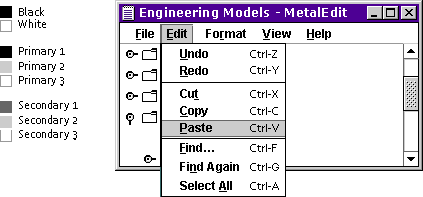 Black
White
Primary 1
Primary 2
Primary 3
Secondary 1
Secondary 2
Secondary 3
Engineering Models - MetalEdit
File Edit Format View Help
Undo Ctrl-Z
Redo Ctrl-Y
Cut Ctrl-X
Copy Ctrl-C
Paste Ctrl-V
Find... Ctrl-F
Find Again Ctrl-G
Select All Ctrl-A